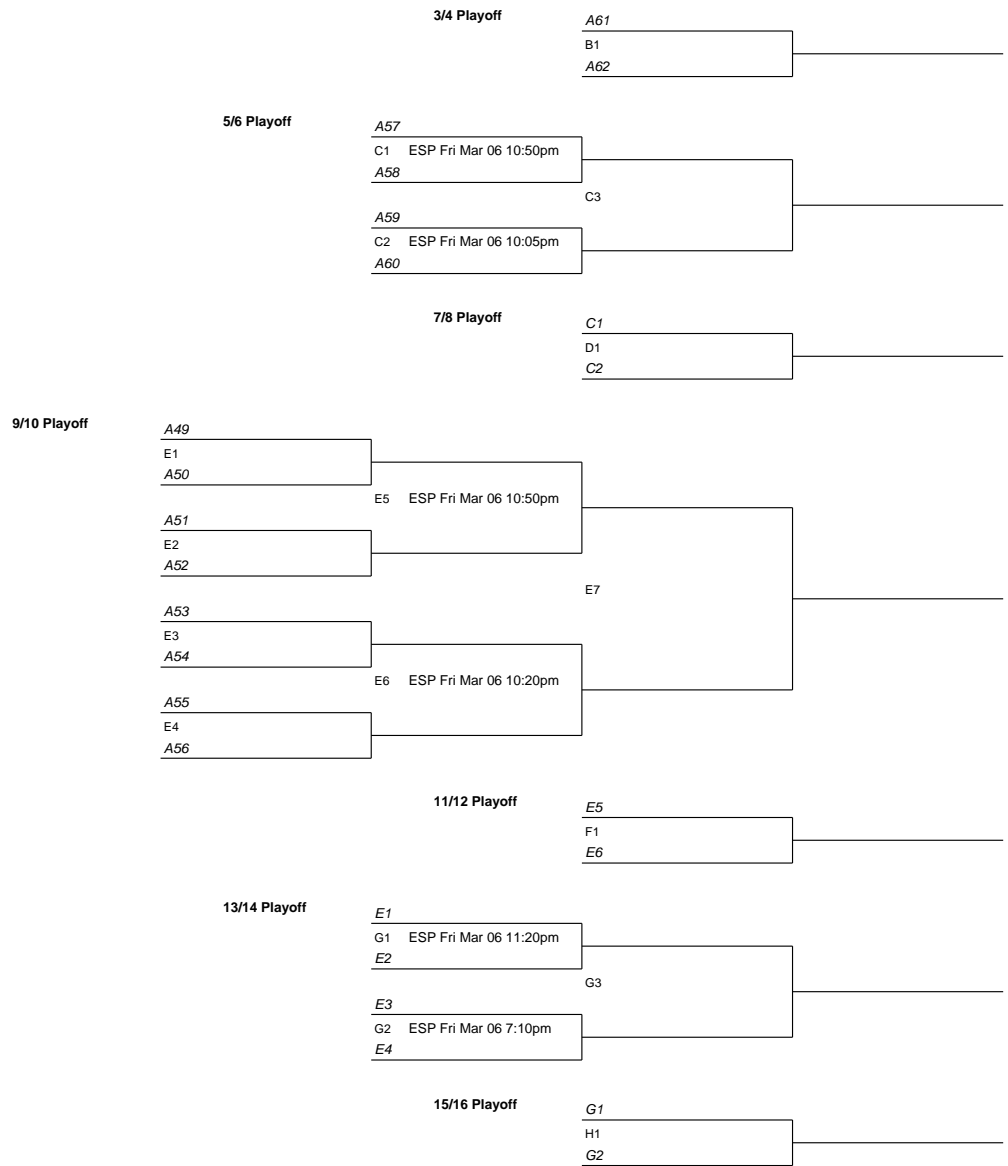 3/4 Playoff
A61
B1
A62
5/6 Playoff
A57
C1 ESP Fri Mar 06 10:50pm
A58
C3
A59
C2 ESP Fri Mar 06 10:05pm
A60
7/8 Playoff
C1
D1
C2
9/10 Playoff
A49
E1
A50
E5 ESP Fri Mar 06 10:50pm
A51
E2
A52
E7
A53
E3
A54
E6 ESP Fri Mar 06 10:20pm
A55
E4
A56
11/12 Playoff
E5
F1
E6
13/14 Playoff
E1
G1 ESP Fri Mar 06 11:20pm
E2
G3
E3
G2 ESP Fri Mar 06 7:10pm
E4
15/16 Playoff
G1
H1
G2